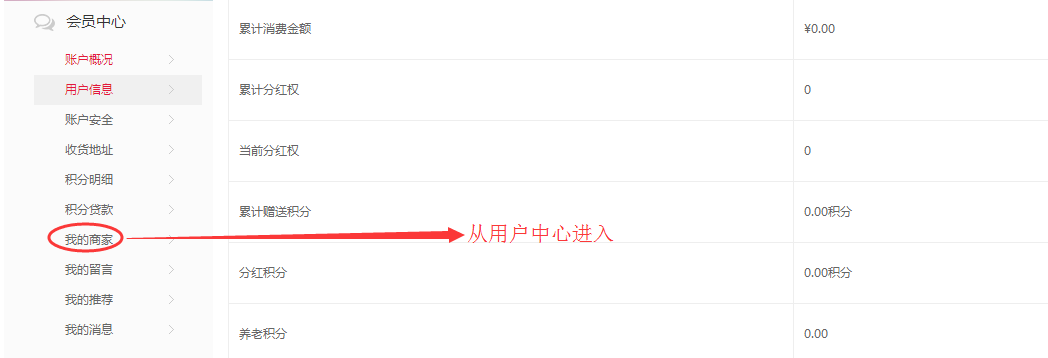 会员中心
账户概况
用户信息
账户安全
收货地址
积分明细
积分贷款
我的商家
我的留言
我的推荐
我的消息
累计消费金额 ¥0.00
累计分红权 0
当前分红权 0
累计赠送积分 0.00积分
从用户中心进入
分红积分 0.00积分
养老积分 0.00